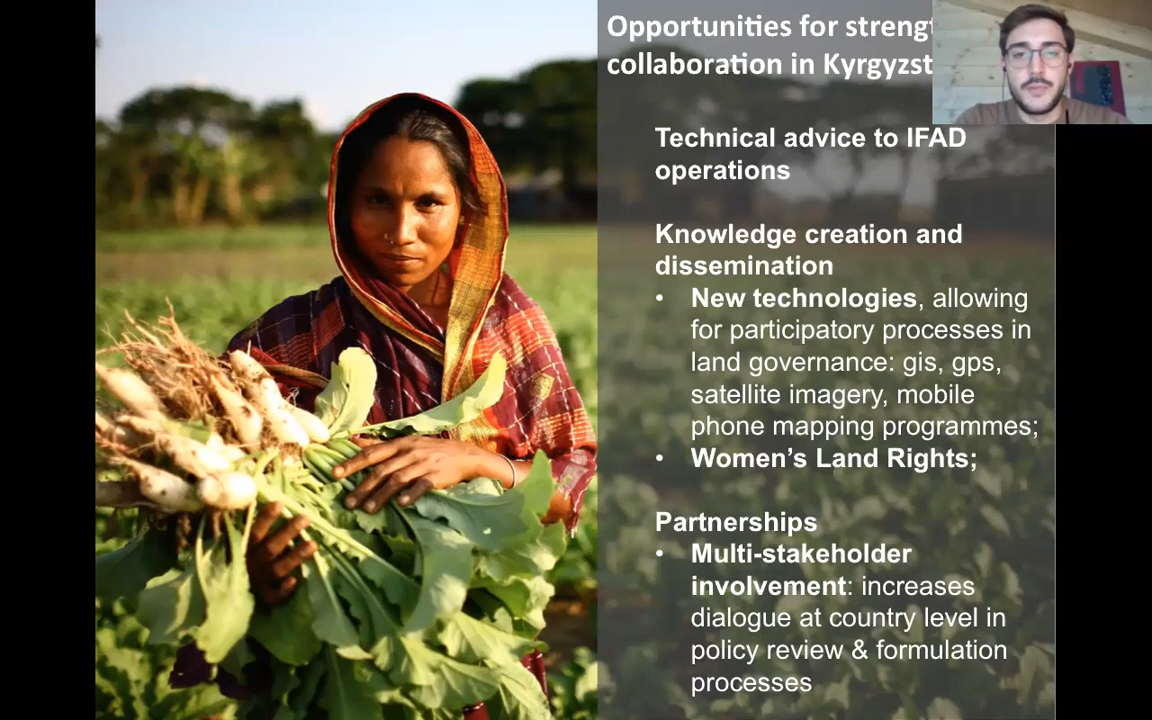 Opportunities for
collaboration in
Technical advice to IFAD
operations
Knowledge creation and
dissemination
• New technologies, allowing
for participatory processes in
land governance: gis, gps,
satellite imagery, mobile
phone mapping programmes;
• Women’s Land Rights;
Partnerships
• Multi-stakeholder
involvement: increases
dialogue at country level in
policy review & formulation
processes